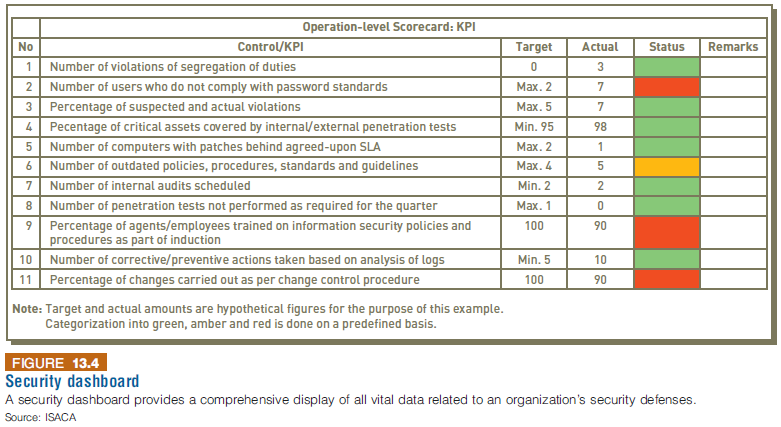 Operation-level Scorecard: KPI
No Control/KPI Target Actual Status Remarks
1 Number of violations of segregation of duties 0 3
2 Number of users who do not comply with password standards Max. 2 7
3 Percentage of suspected and actual violations Max. 5 7
4 Pecentage of critical assets covered by internal/external penetration tests Min. 95 98
5 Number of computers with patches behind agreed-upon SLA Max. 2 1
6 Number of outdated policies, procedures, standards and guidelines Max. 4 5
7 Number of internal audits scheduled Min. 2 2
8 Number of penetration tests not performed as required for the quarter Max. 1 0
9 Percentage of agents/employees trained on information security policies and 100 90
procedures as part of induction
10 Number of corrective/preventive actions taken based on analysis of logs Min. 5 10
11 Percentage of changes carried out as per change control procedure 100 90
Note: Target and actual amounts are hypothetical figures for the purpose of this example.
Categorization into green, amber and red is done on a predefined basis.
FIGURE 13.4
Security dashboard
A security dashboard provides a comprehensive display of all vital data related to an organization's security defenses.
Source: ISACA